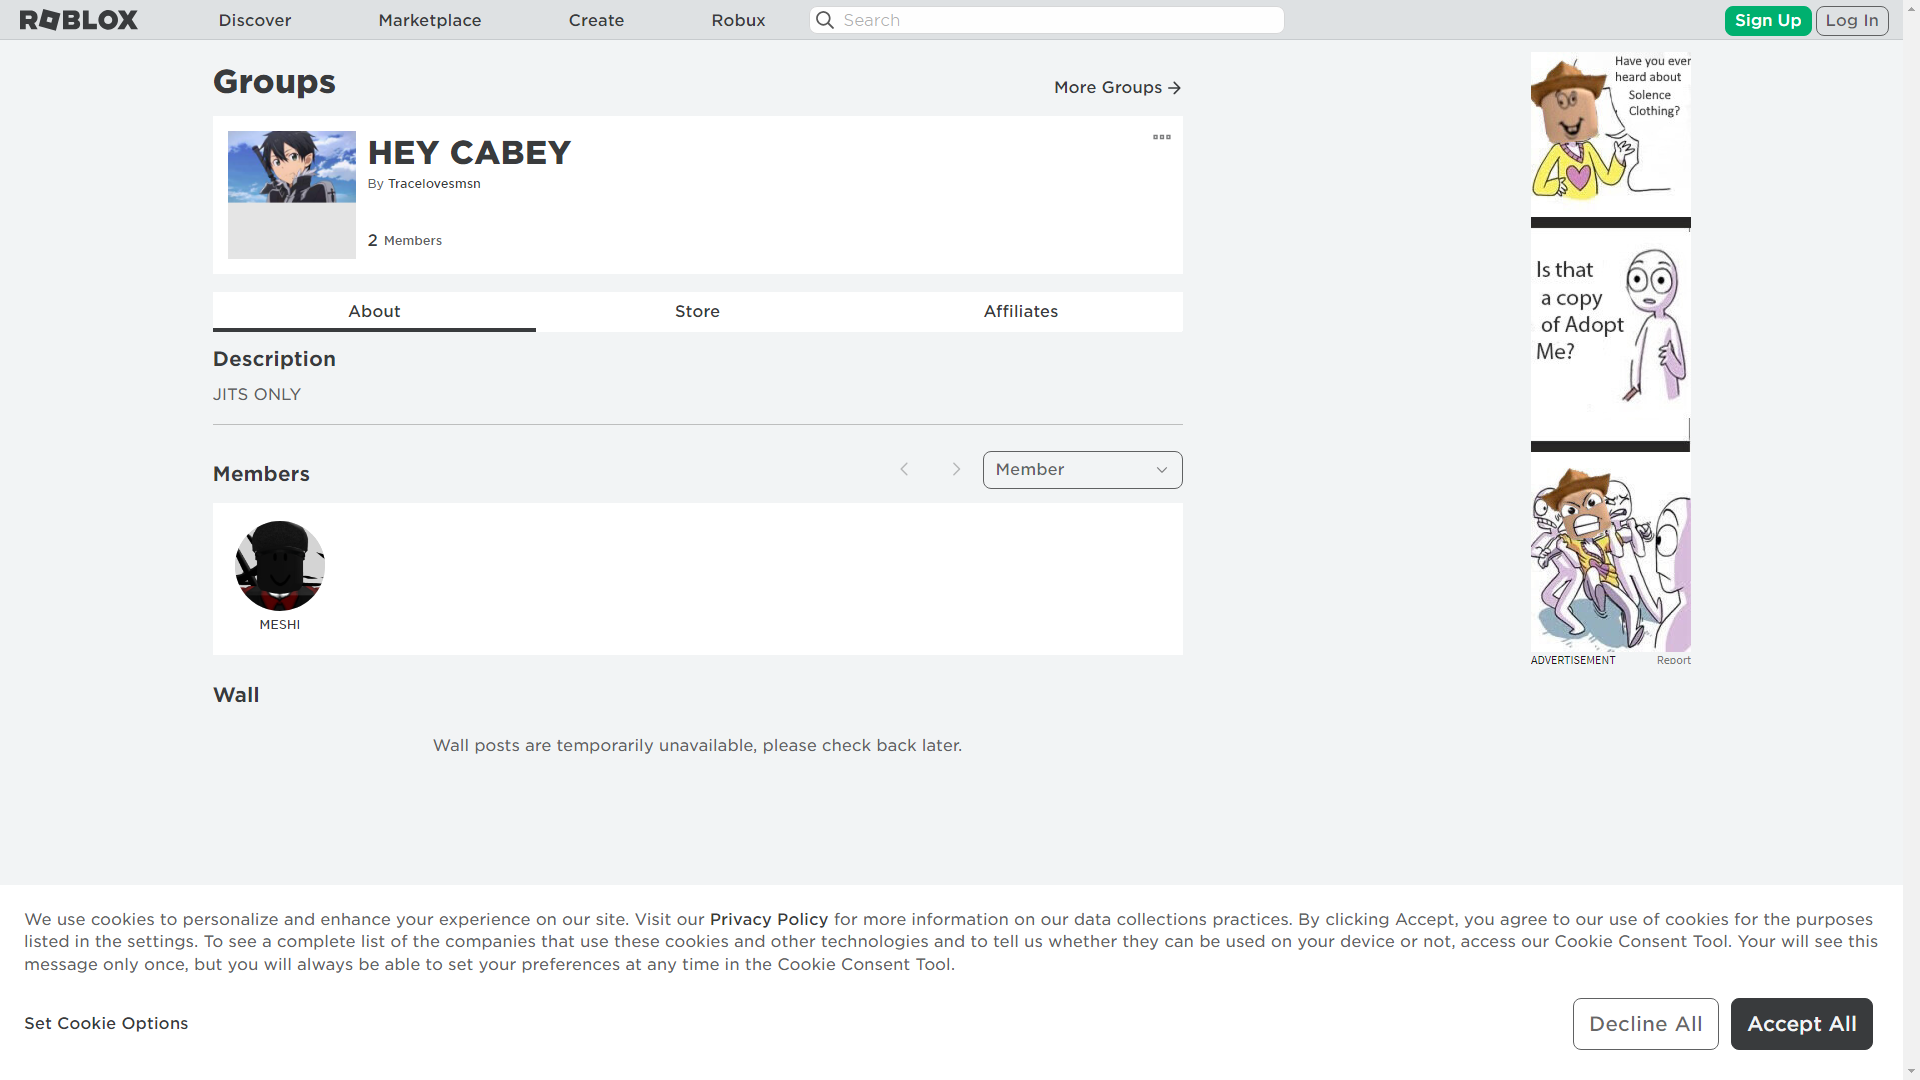 ROBLOX
Discover
Marketplace
Create
Robux
Search
Sign Up
Log In
Groups
More Groups
HEY CABEY
By Tracelovesmsn
2 Members
About
Store
Affiliates
Description
JITS ONLY
Members
Member
MESHI
Wall
Wall posts are temporarily unavailable, please check back later.
Have you ever
heard about
Solence
Clothing?
Is that
a copy
of Adopt
Me?
ADVERTISEMENT
Report
We use cookies to personalize and enhance your experience on our site. Visit our Privacy Policy for more information on our data collections practices. By clicking Accept, you agree to our use of cookies for the purposes
listed in the settings. To see a complete list of the companies that use these cookies and other technologies and to tell us whether they can be used on your device or not, access our Cookie Consent Tool. Your will see this
message only once, but you will always be able to set your preferences at any time in the Cookie Consent Tool.
Set Cookie Options
Decline All
Accept All